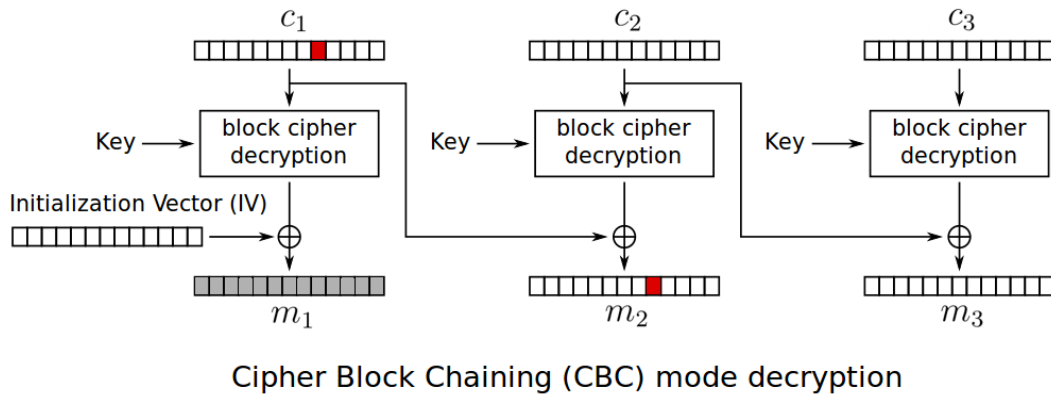 c1 c2 c3
block cipher
decryption
block cipher
decryption
block cipher
decryption
Key
Key
Key
Initialization Vector (IV)
m1 m2 m3
Cipher Block Chaining (CBC) mode decryption